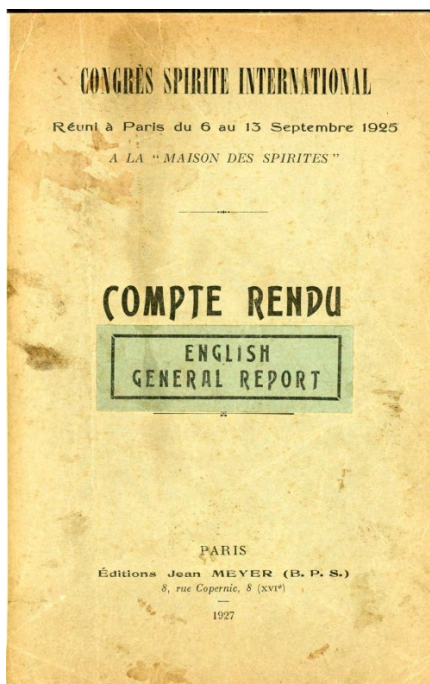 CONGRÈS SPIRITE INTERNATIONAL
Réuni à Paris du 6 au 13 Septembre 1925
A LA "MAISON DES SPIRITES"
COMPTE RENDU
ENGLISH
GENERAL REPORT
PARIS
Éditions Jean MEYER (B. P. S.)
8, rue Copernic, 8 (XVIᵉ)
1927